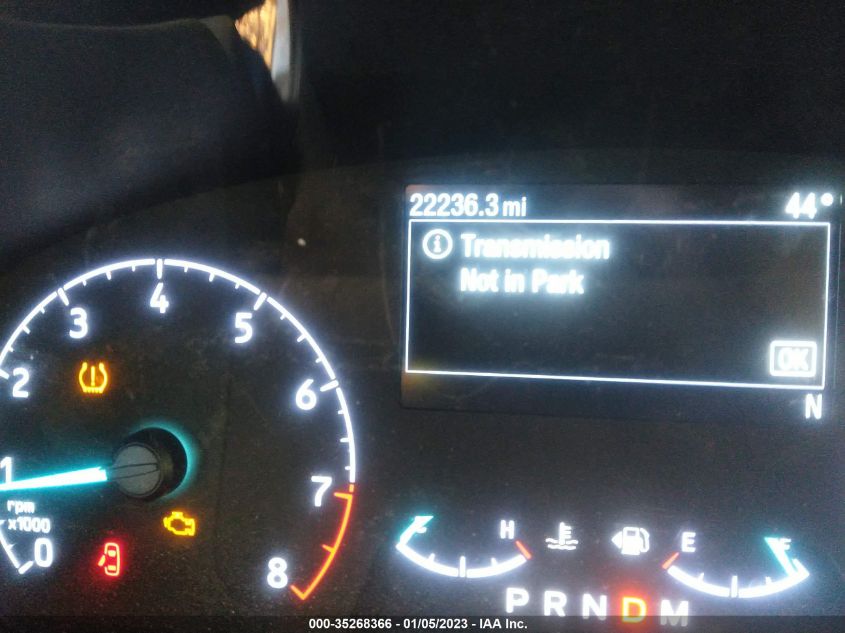 22236.3 mi 44°
Transmission
Not in Park
OK
N
1 2 3 4 5 6 7 8
rpm
x1000
0
H E F
P R N D M
000-35268366 - 01/05/2023 - IAA Inc.